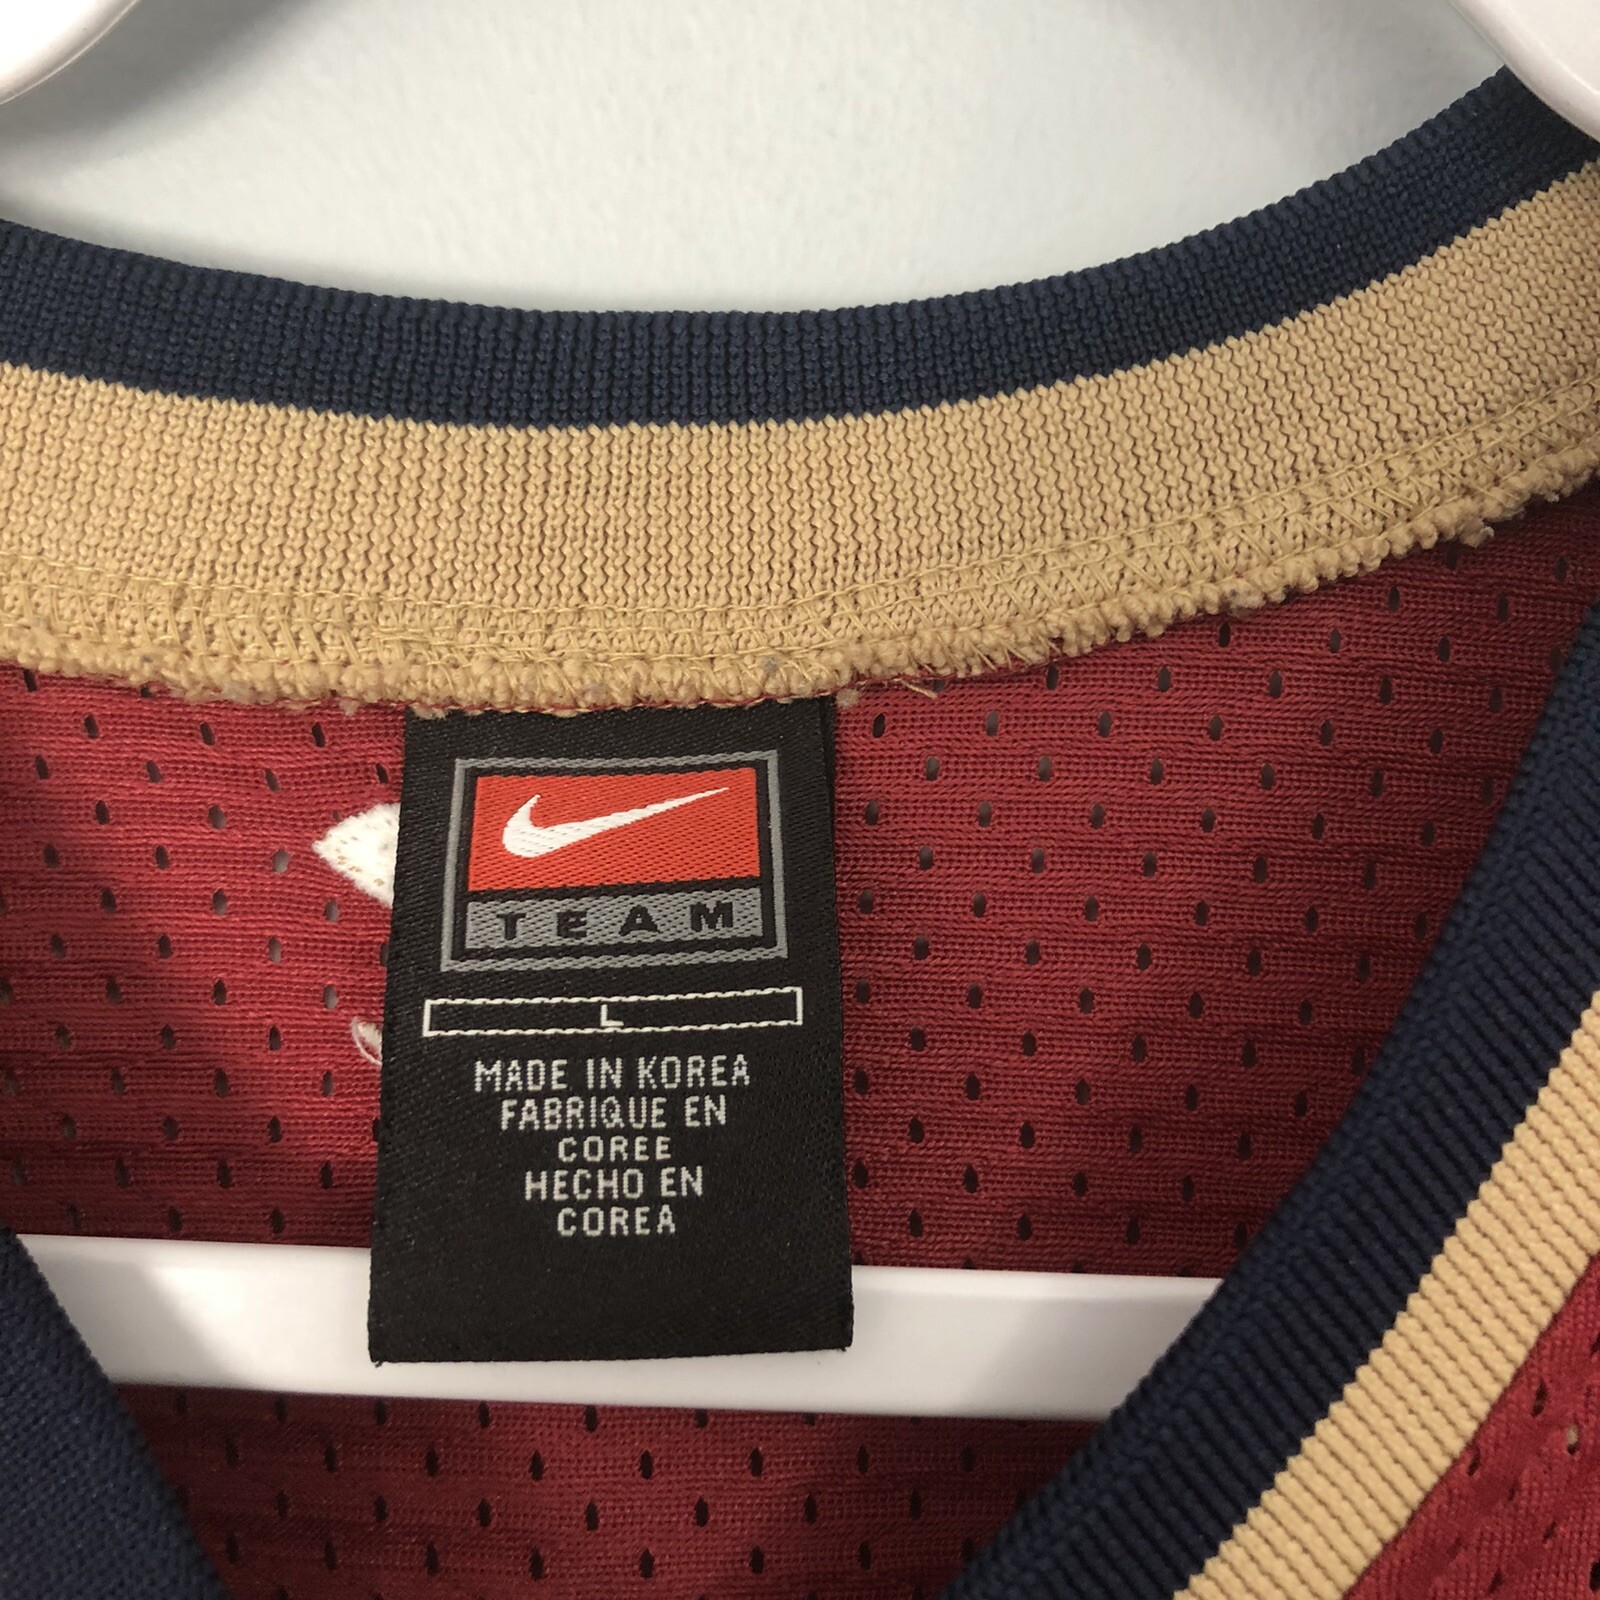 TEAM
L
MADE IN KOREA
FABRIQUE EN
COREE
HECHO EN
COREA